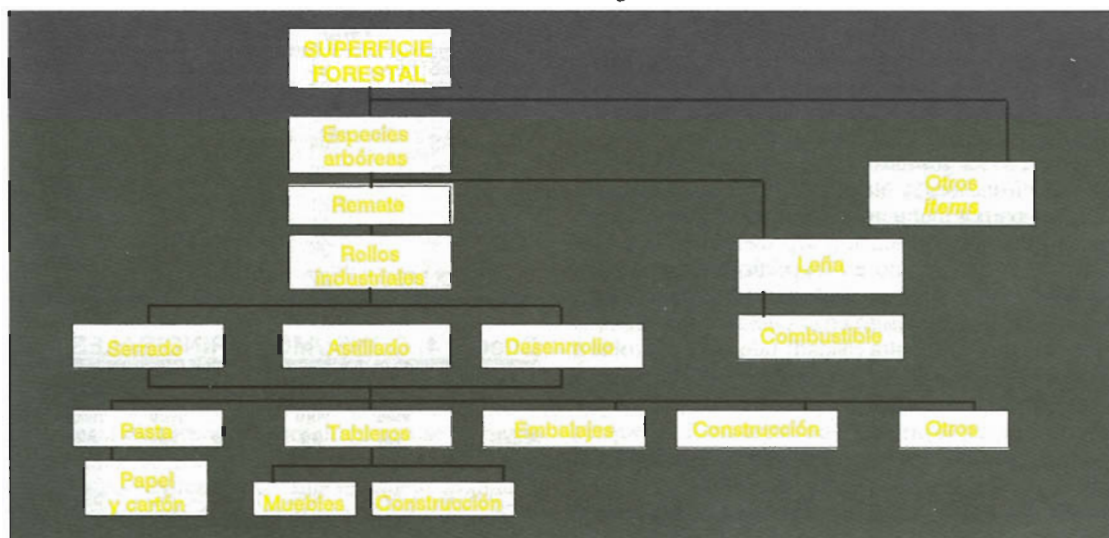 SUPERFICIE
FORESTAL
Especies
arbóreas
Otros
items
Remate
Rollos
industriales
Leña
Serrado
Astillado
Desenrrollo
Combustible
Pasta
Tableros
Embalajes
Construcción
Otros
Papel
y cartón
Muebles
Construcción